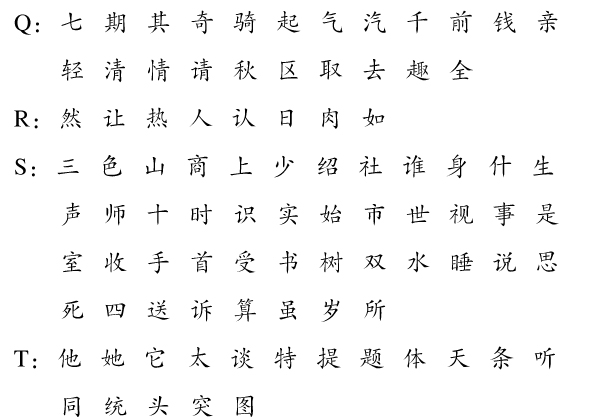 Q: 七 期 其 奇 骑 起 气 汽 千 前 钱 亲
轻 清 情 请 秋 区 取 去 趣 全
R: 然 让 热 人 认 日 肉 如
S: 三 色 山 商 上 少 绍 社 谁 身 什 生
声 师 十 时 识 实 始 市 世 视 事 是
室 收 手 首 受 书 树 双 水 睡 说 思
死 四 送 诉 算 虽 岁 所
T: 他 她 它 太 谈 特 提 题 体 天 条 听
同 统 头 突 图